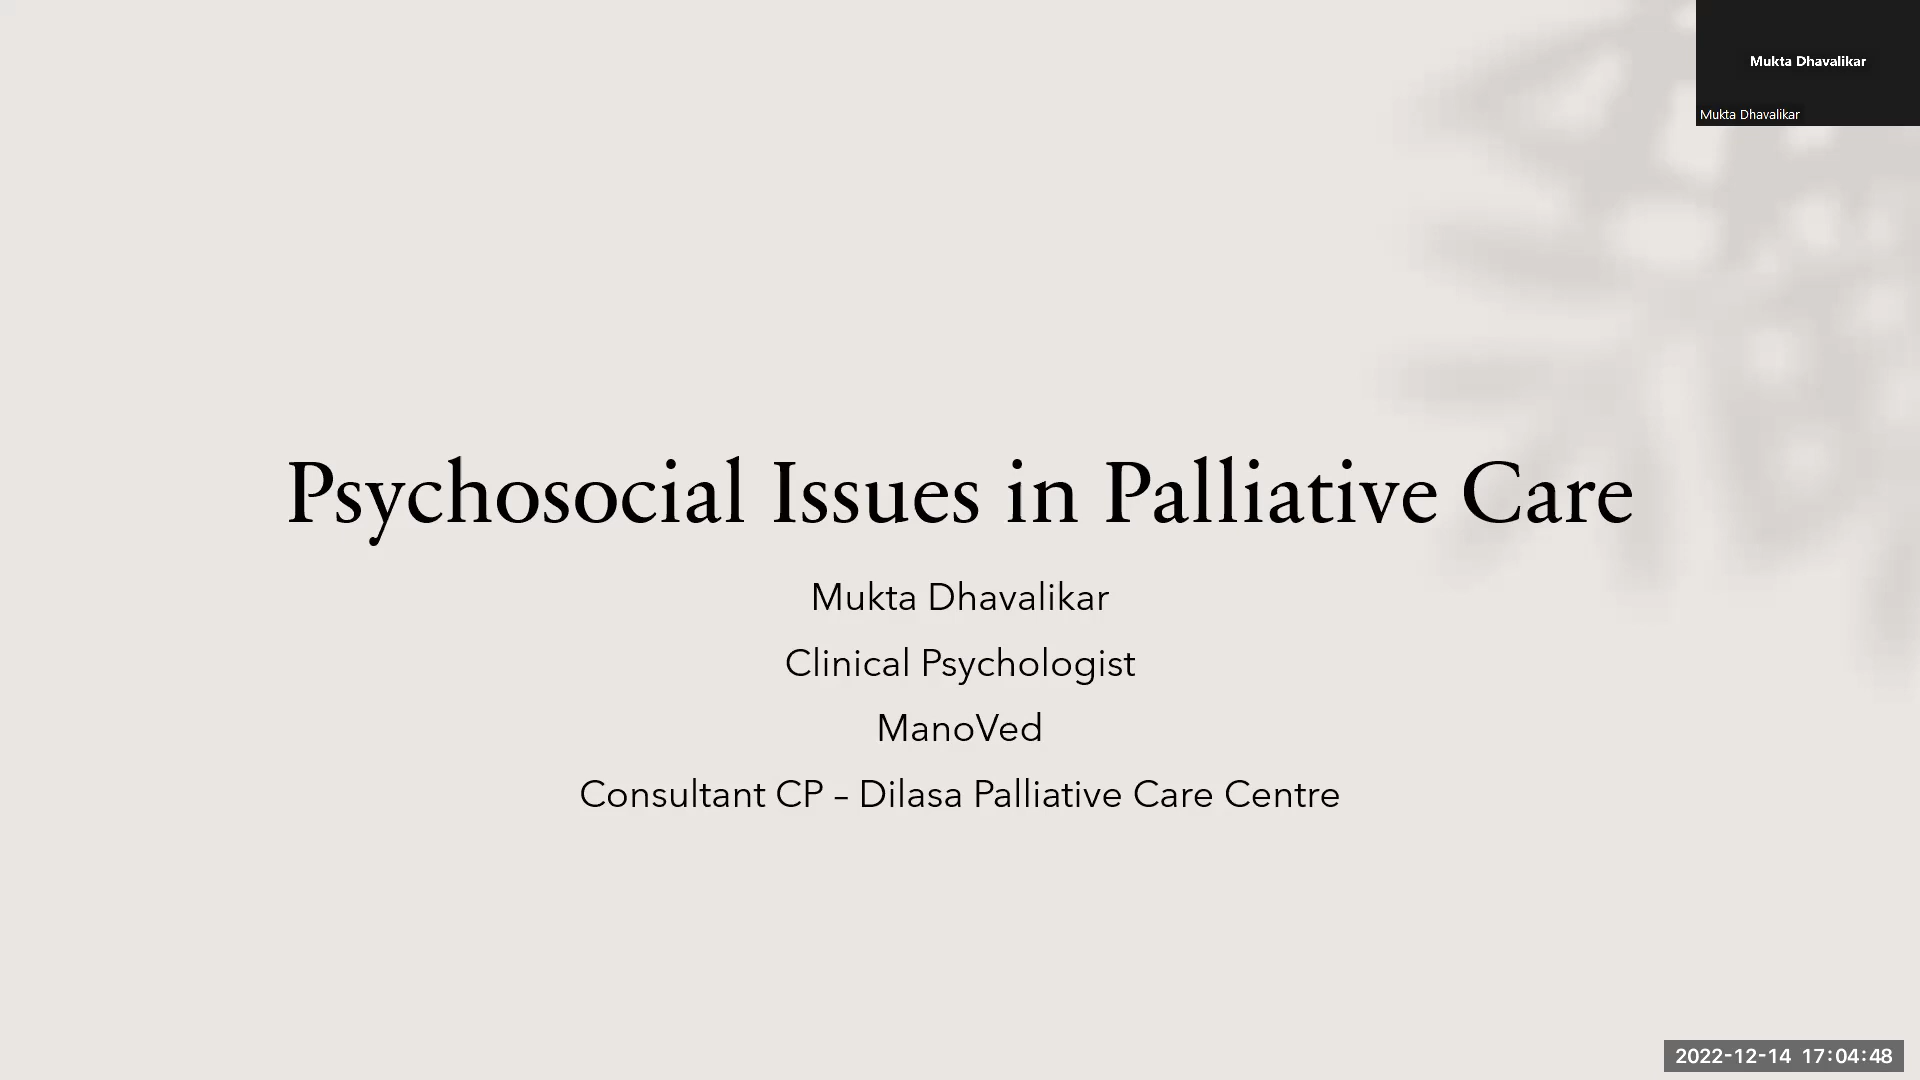 Mukta Dhavalikar
Mukta Dhavalikar
Psychosocial Issues in Palliative Care
Mukta Dhavalikar
Clinical Psychologist
ManoVed
Consultant CP – Dilasa Palliative Care Centre
2022-12-14 17:04:48